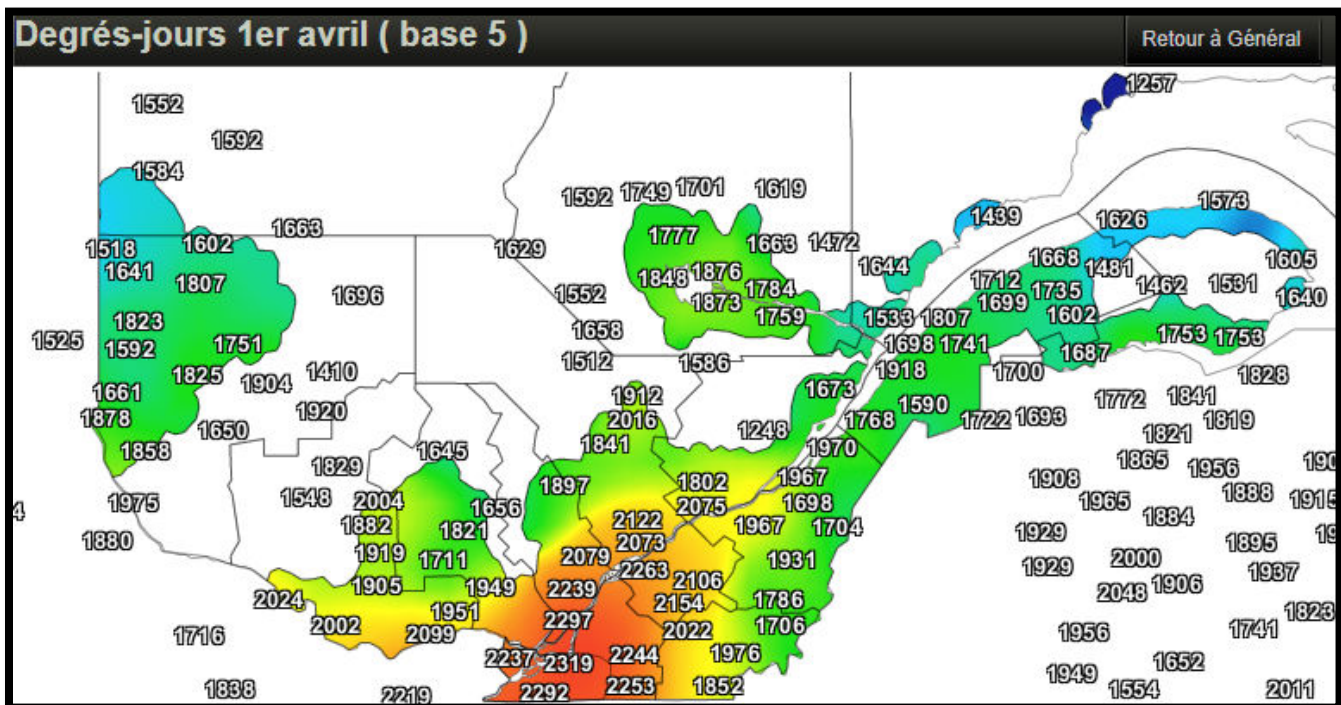 Degrés-jours 1er avril ( base 5 )
Retour à Général
1257
1552
1592
1584
1592 1749 1701 1619
1573
1439 1626
1663
1518 1602 1629 1777 1663 1472
1641 1644 1668 1481 1605
1807 1848 1876 1784 1712 1735 1462 1531
1696 1552 1873 1699 1640
1823 1759 1533 1807 1602
1525 1592 1751 1658 1698 1741 1687 1753 1753
1825 1904 1410 1512 1586 1918 1700 1828
1661 1912 1673 1590 1772 1841
1878 1920 2016 1768 1722 1693 1819
1650 1841 1248 1821
1858 1645 1970 1865
1829 1897 1802 1967 1908 1956
1975 1548 2004 1656 2075 1698 1965 1888 1915
4
1880 1882 1821 2122 1967 1704 1929 1884
1919 1711 2079 2073 1931 2000 1895
1905 1949 2239 2263 2106 1929 1906 1937
2024 1951 2154 1786 2048 1823
2002 2099 2297 2022 1706 1956 1741
1716
2237 2319 2244 1976 1949 1652
1838 2219 2292 2253 1852 1554 2011